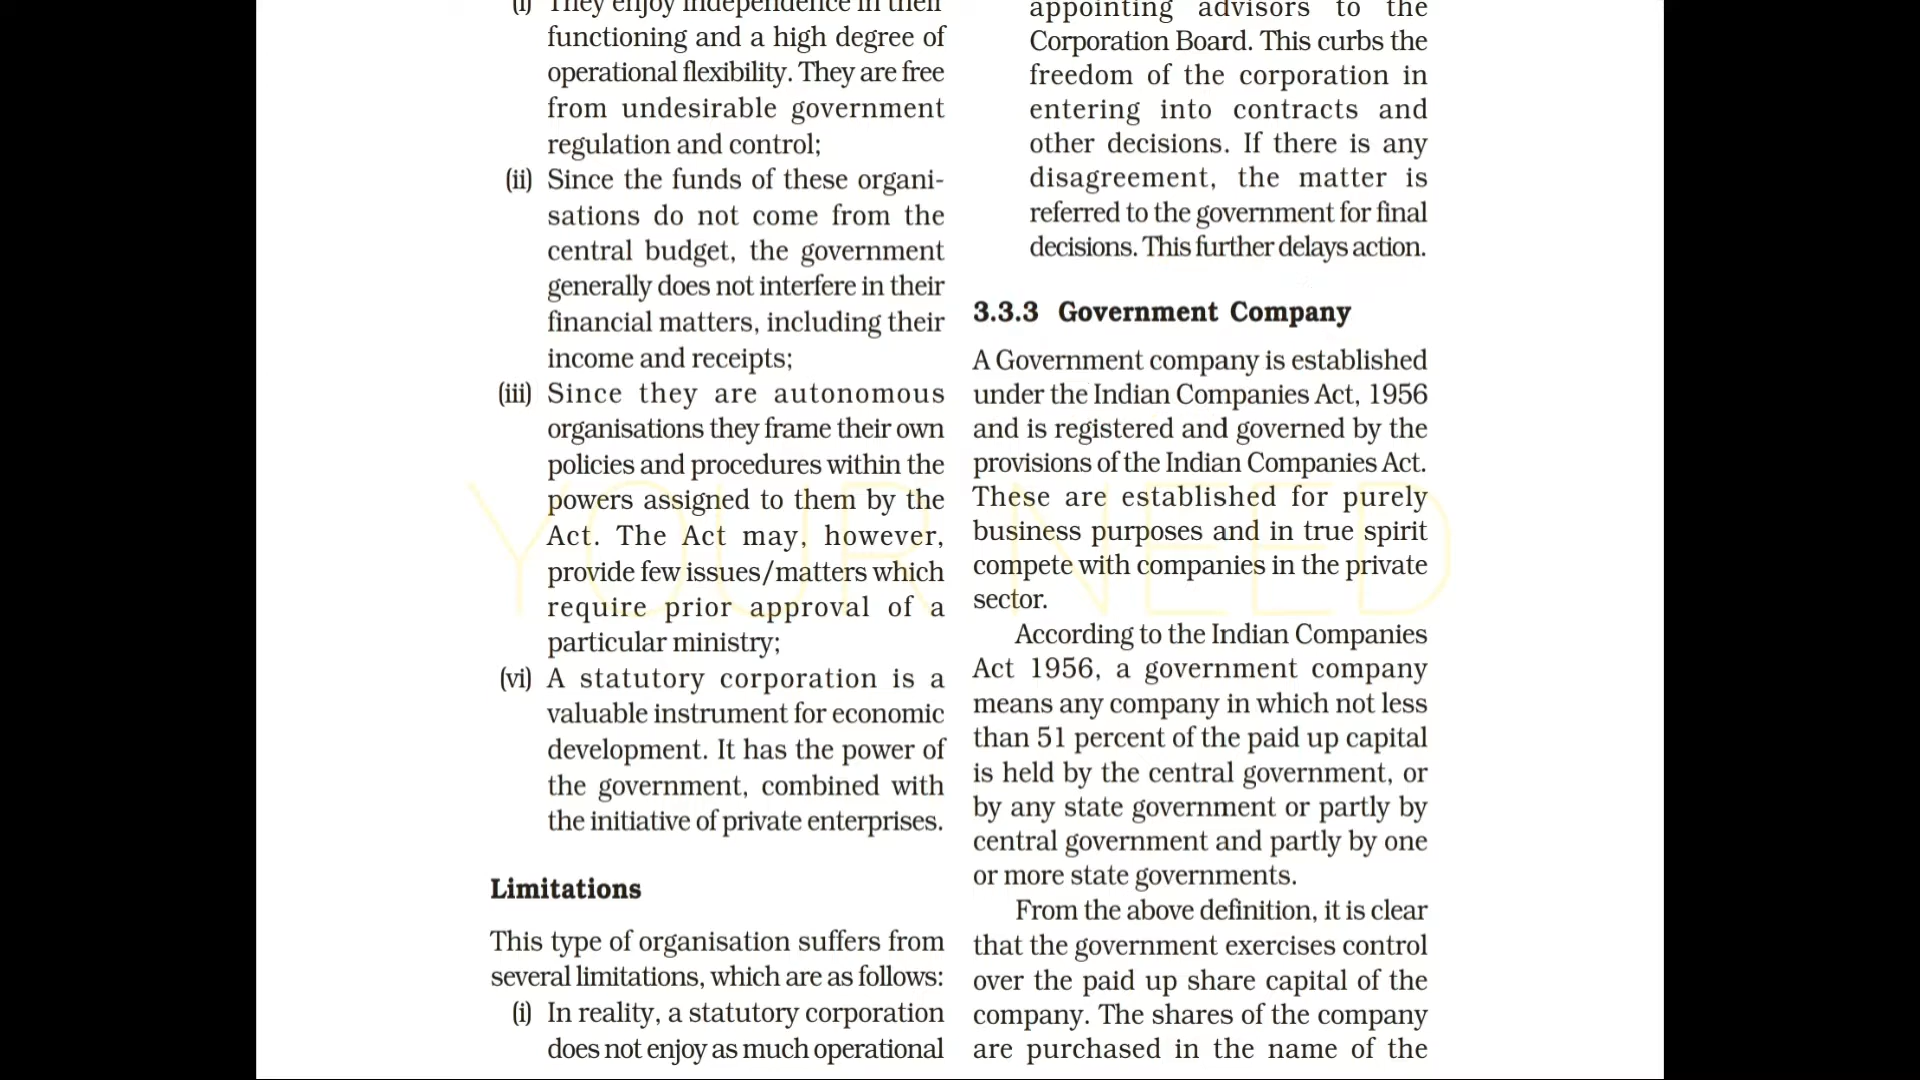 (i) They enjoy independence in their
functioning and a high degree of
operational flexibility. They are free
from undesirable government
regulation and control;
(ii) Since the funds of these organi-
sations do not come from the
central budget, the government
generally does not interfere in their
financial matters, including their
income and receipts;
(iii) Since they are autonomous
organisations they frame their own
policies and procedures within the
powers assigned to them by the
Act. The Act may, however,
provide few issues/matters which
require prior approval of a
particular ministry;
(vi) A statutory corporation is a
valuable instrument for economic
development. It has the power of
the government, combined with
the initiative of private enterprises.
Limitations
This type of organisation suffers from
several limitations, which are as follows:
(i) In reality, a statutory corporation
does not enjoy as much operational
appointing advisors to the
Corporation Board. This curbs the
freedom of the corporation in
entering into contracts and
other decisions. If there is any
disagreement, the matter is
referred to the government for final
decisions. This further delays action.
3.3.3 Government Company
A Government company is established
under the Indian Companies Act, 1956
and is registered and governed by the
provisions of the Indian Companies Act.
These are established for purely
business purposes and in true spirit
compete with companies in the private
sector.
According to the Indian Companies
Act 1956, a government company
means any company in which not less
than 51 percent of the paid up capital
is held by the central government, or
by any state government or partly by
central government and partly by one
or more state governments.
From the above definition, it is clear
that the government exercises control
over the paid up share capital of the
company. The shares of the company
are purchased in the name of the
YOUR NEED